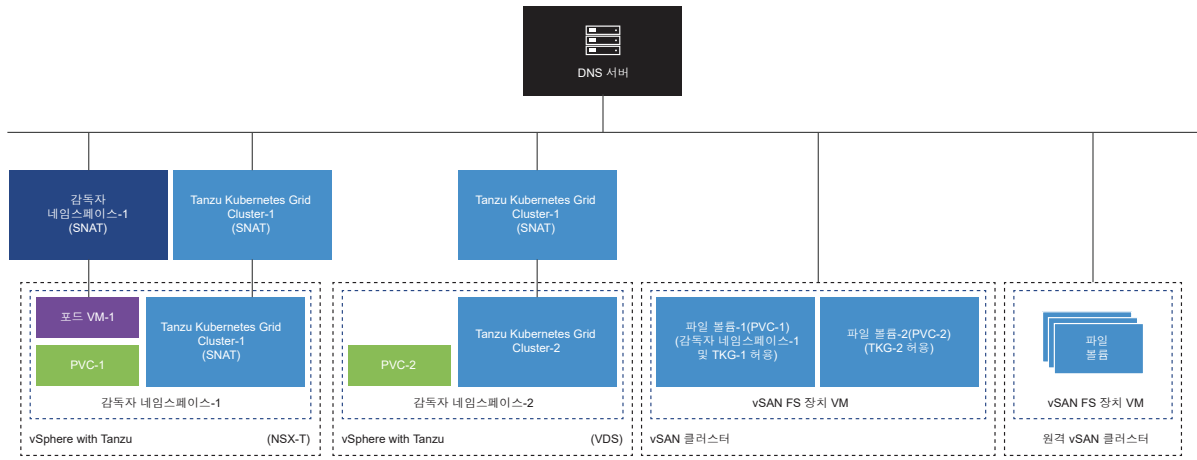 DNS 서버
감독자
네임스페이스-1
(SNAT)
Tanzu Kubernetes Grid
Cluster-1
(SNAT)
Tanzu Kubernetes Grid
Cluster-1
(SNAT)
포드 VM-1
PVC-1
Tanzu Kubernetes Grid
Cluster-1
(SNAT)
감독자 네임스페이스-1
vSphere with Tanzu
(NSX-T)
PVC-2
Tanzu Kubernetes Grid
Cluster-2
감독자 네임스페이스-2
vSphere with Tanzu
(VDS)
파일 볼륨-1(PVC-1)
(감독자 네임스페이스-1
및 TKG-1 허용)
파일 볼륨-2(PVC-2)
(TKG-2 허용)
vSAN FS 장치 VM
vSAN 클러스터
파일
볼륨
vSAN FS 장치 VM
원격 vSAN 클러스터